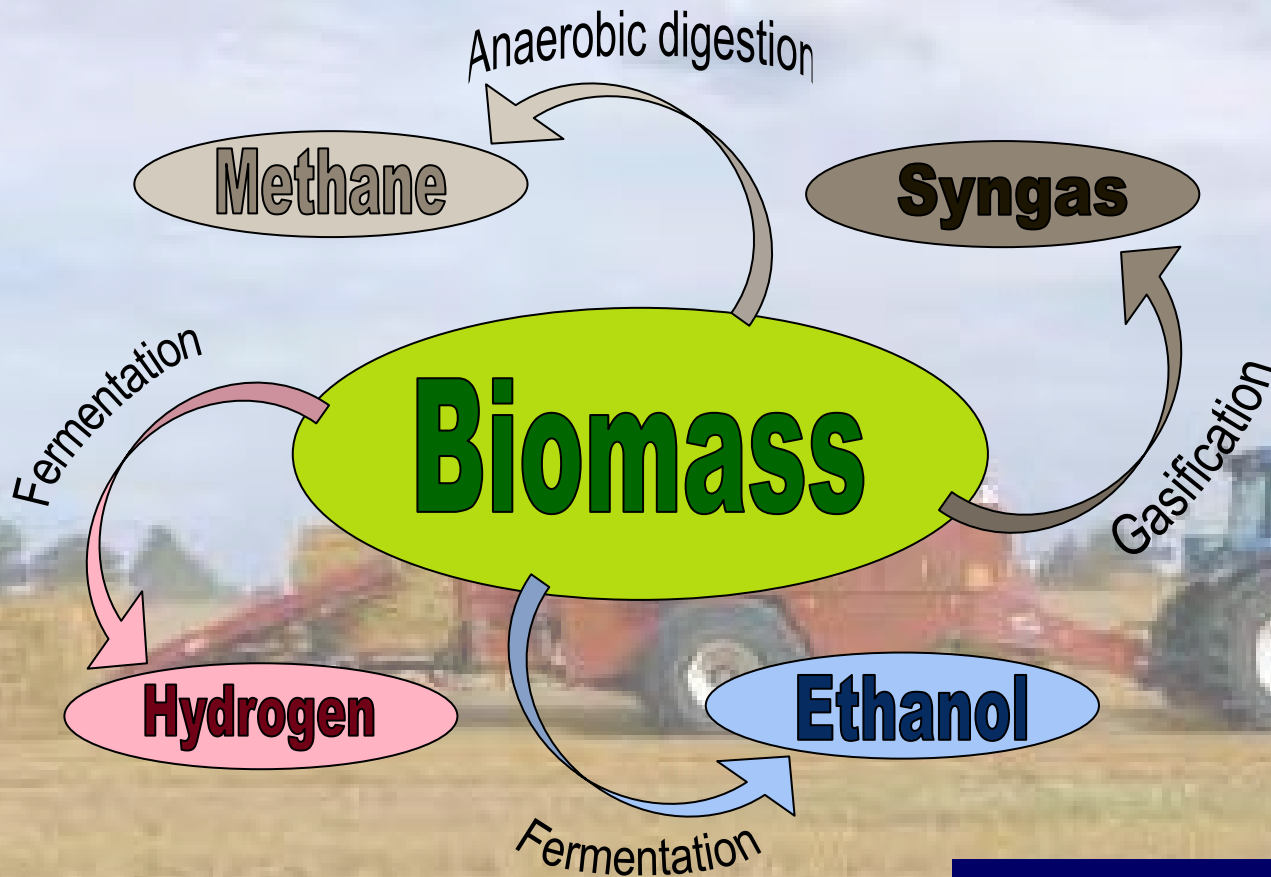 Anaerobic digestion
Methane
Syngas
Fermentation
Biomass
Gasification
Hydrogen
Ethanol
Fermentation